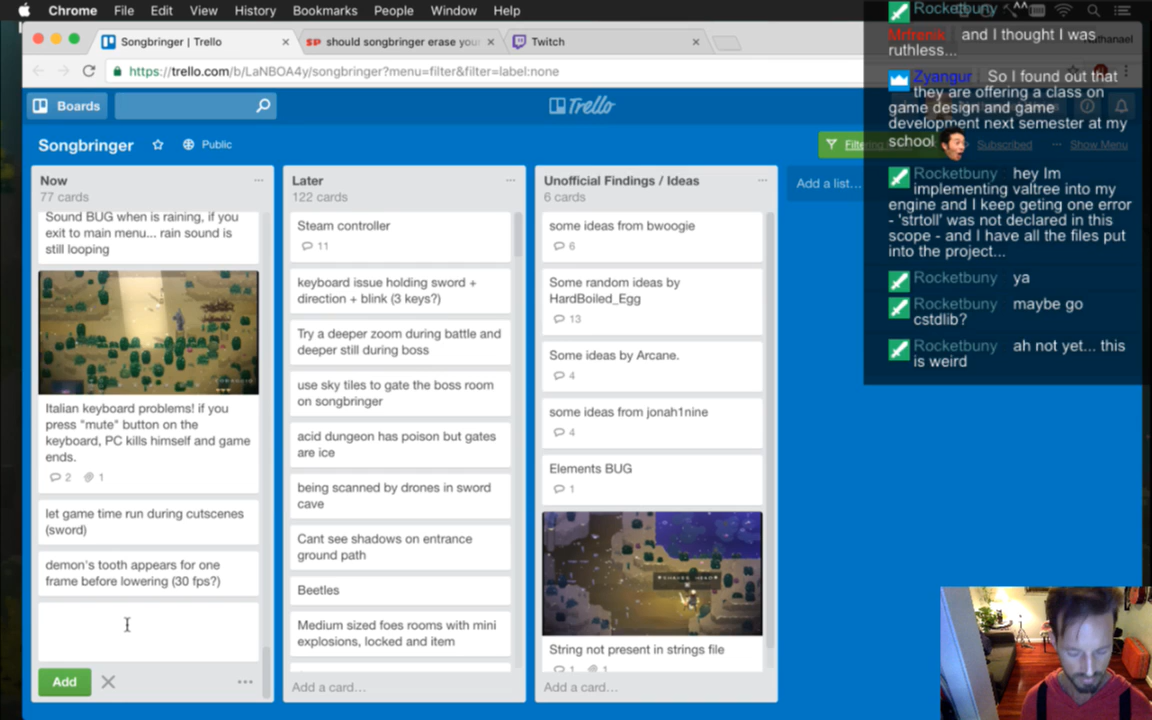 Chrome File Edit View History Bookmarks People Window Help
Songbringer | Trello
should songbringer erase your
Twitch
https://trello.com/b/LaNBOA4y/songbringer?menu=filter&filter=label:none
Boards
Trello
Songbringer
Public
Subscribed
Show Menu
Now
77 cards
Sound BUG when is raining, if you
exit to main menu... rain sound is
still looping
Italian keyboard problems! if you
press "mute" button on the
keyboard, PC kills himself and game
ends.
2 1
let game time run during cutscenes
(sword)
demon's tooth appears for one
frame before lowering (30 fps?)
Add
Later
122 cards
Steam controller
11
keyboard issue holding sword +
direction + blink (3 keys?)
Try a deeper zoom during battle and
deeper still during boss
use sky tiles to gate the boss room
on songbringer
acid dungeon has poison but gates
are ice
being scanned by drones in sword
cave
Cant see shadows on entrance
ground path
Beetles
Medium sized foes rooms with mini
explosions, locked and item
Add a card...
Unofficial Findings / Ideas
6 cards
some ideas from bwoogie
6
Some random ideas by
HardBoiled_Egg
13
Some ideas by Arcane.
4
some ideas from jonah1nine
4
Elements BUG
1
String not present in strings file
1 1
Add a card...
Add a list...
Rocketbuny ^^
Mrfrenik and I thought I was
ruthless...
Zyangur So I found out that
they are offering a class on
game design and game
development next semester at my
school
Rocketbuny hey Im
implementing valtree into my
engine and I keep geting one error
- 'strtoll' was not declared in this
scope - and I have all the files put
into the project...
Rocketbuny ya
Rocketbuny maybe go
cstdlib?
Rocketbuny ah not yet... this
is weird